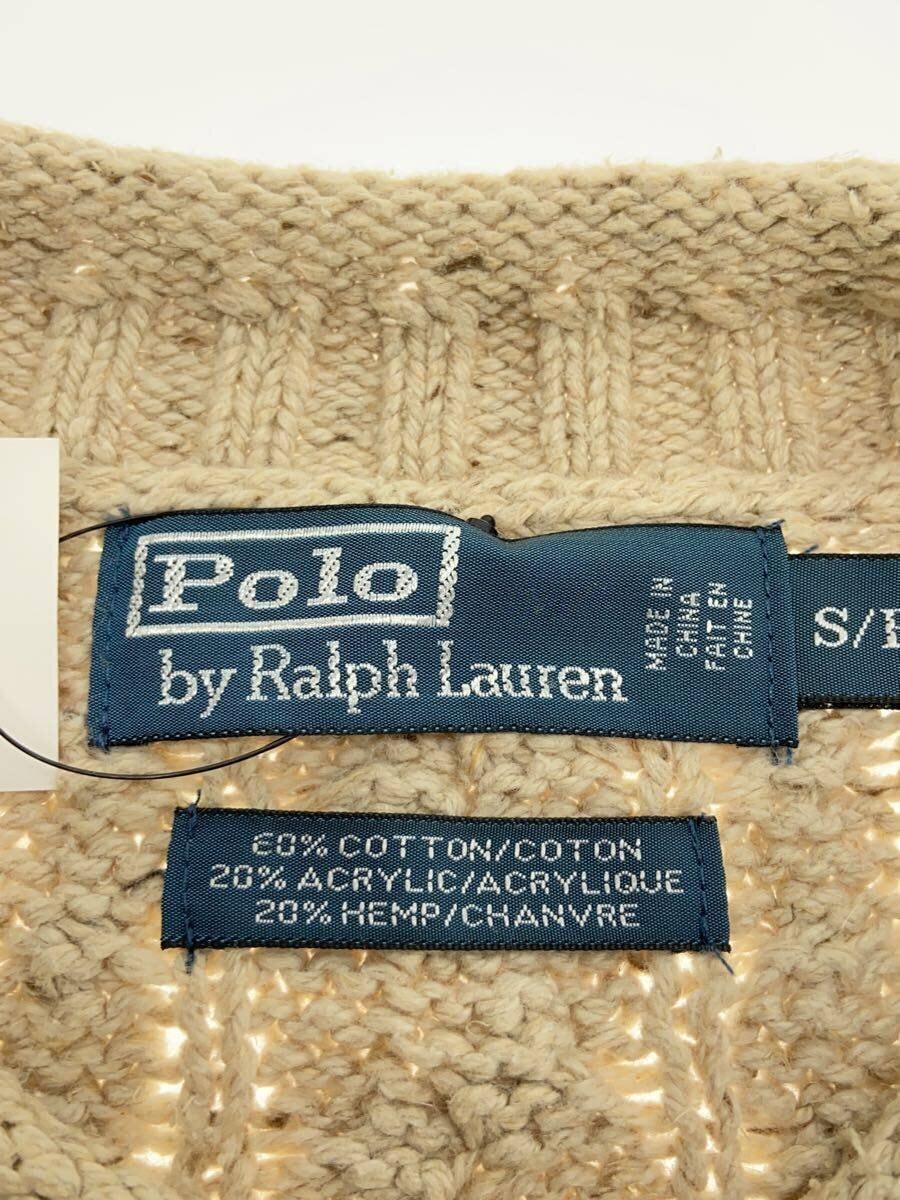 Polo
by Ralph Lauren
MADE IN
CHINA
FAIT EN
CHINE
S/P
60% COTTON/COTON
20% ACRYLIC/ACRYLIQUE
20% HEMP/CHANVRE